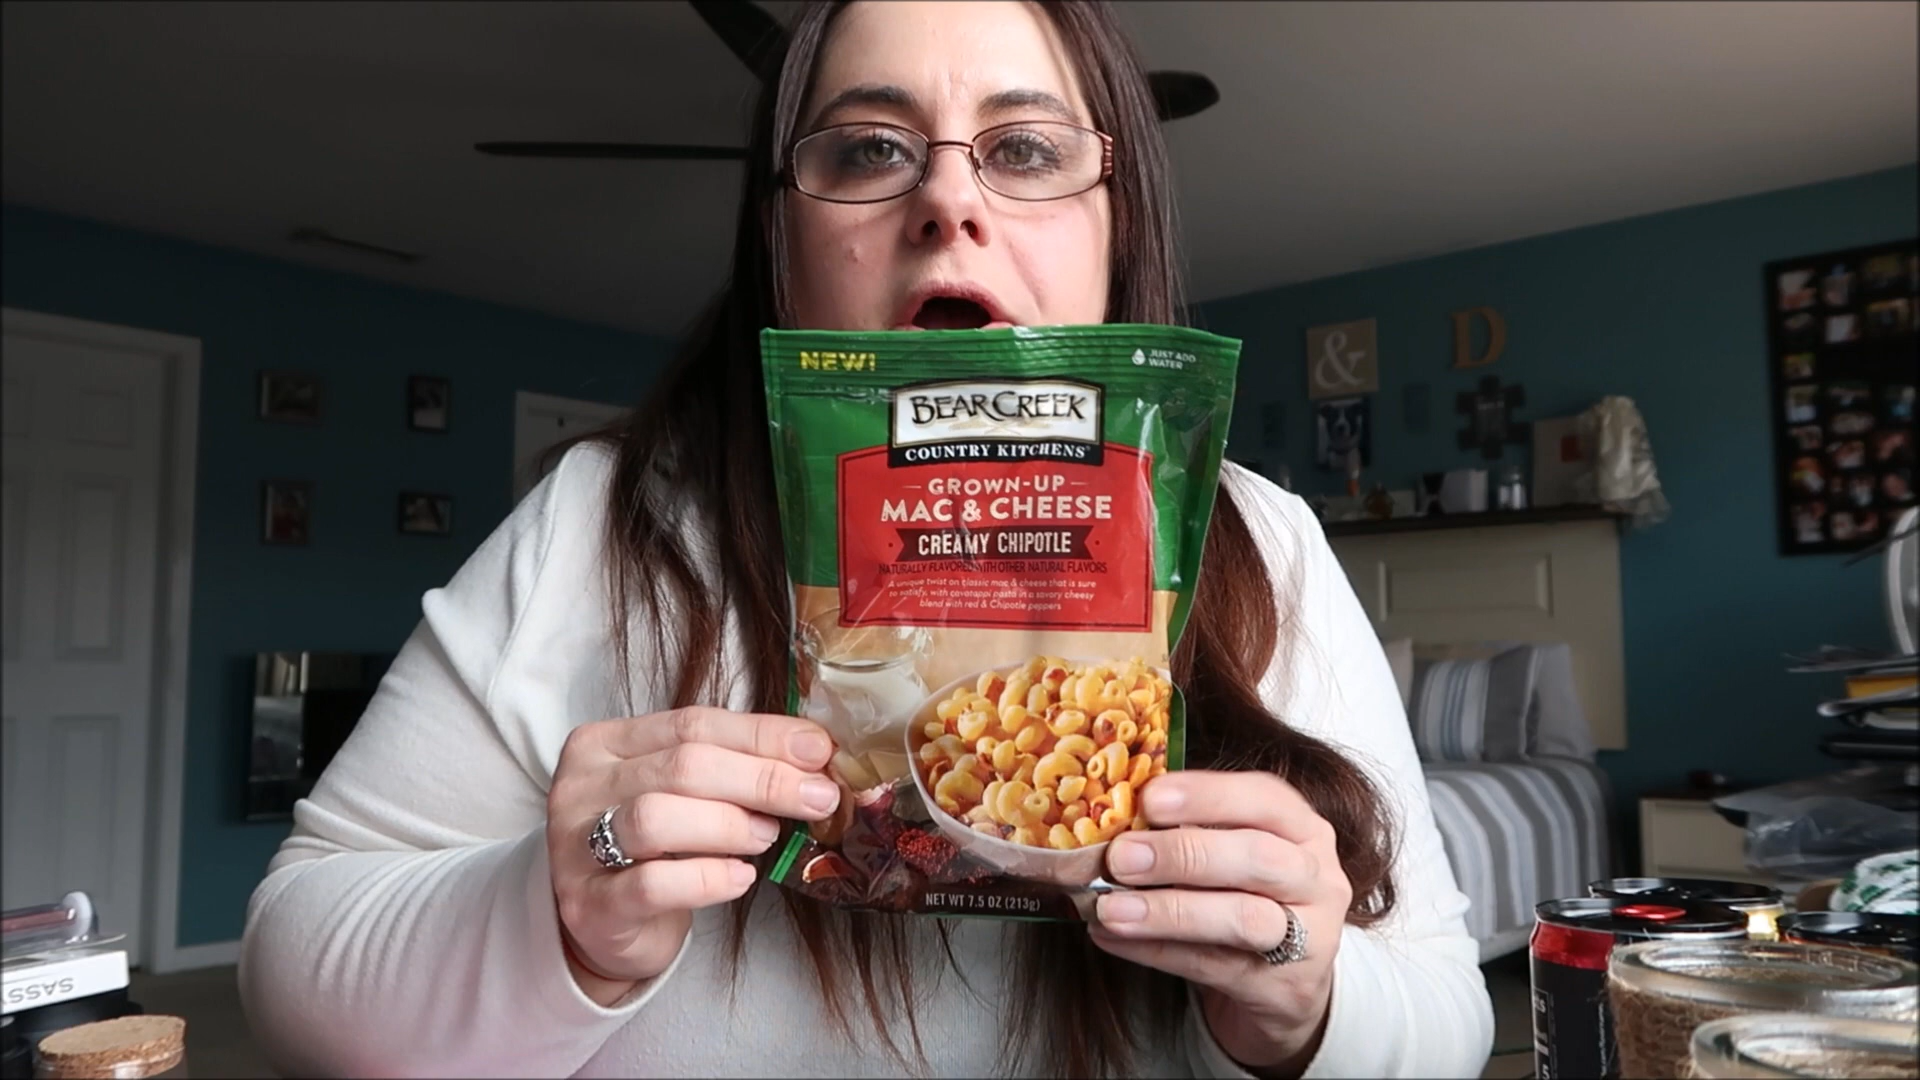 NEW!
JUST ADD
WATER
BEAR CREEK
COUNTRY KITCHENS®
GROWN-UP
MAC & CHEESE
CREAMY CHIPOTLE
NATURALLY FLAVORED WITH OTHER NATURAL FLAVORS
A unique twist on classic mac & cheese that is sure
to satisfy, with cavatappi pasta in a savory cheesy
blend with red & Chipotle peppers
NET WT 7.5 OZ (213g)
&
D
SASSY